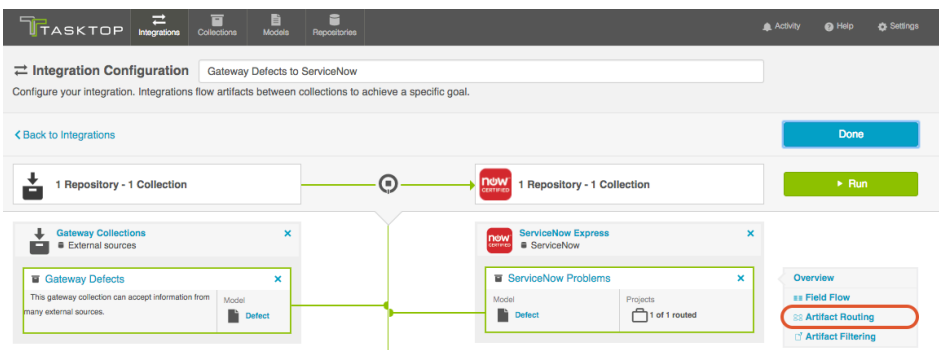 TASKTOP
Integrations
Collections
Models
Repositories
Activity
Help
Settings
Integration Configuration
Gateway Defects to ServiceNow
Configure your integration. Integrations flow artifacts between collections to achieve a specific goal.
Back to Integrations
Done
1 Repository - 1 Collection
now
CERTIFIED
1 Repository - 1 Collection
Run
Gateway Collections
External sources
now
CERTIFIED
ServiceNow Express
ServiceNow
Gateway Defects
This gateway collection can accept information from
many external sources.
Model
Defect
ServiceNow Problems
Model
Defect
Projects
1 of 1 routed
Overview
Field Flow
Artifact Routing
Artifact Filtering